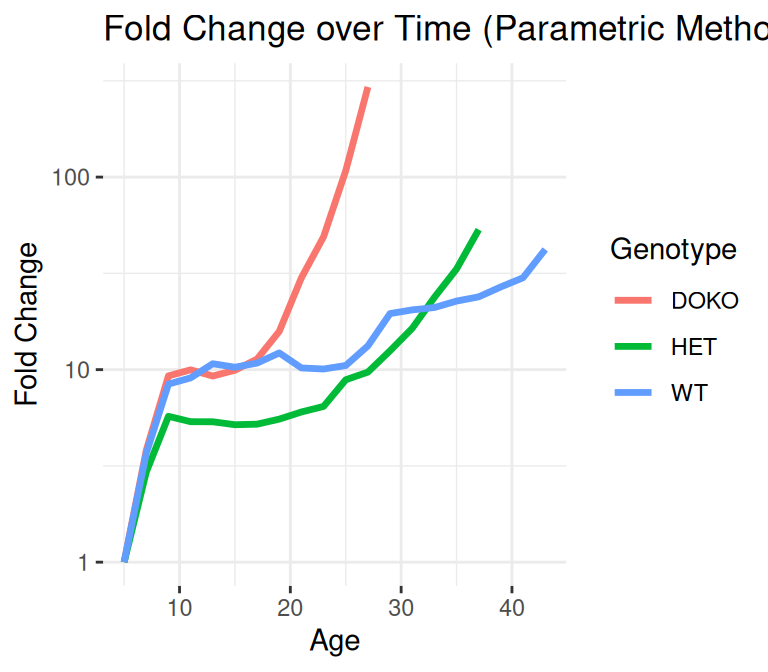 Fold Change over Time (Parametric Metho
100
10
1
Fold Change
10 20 30 40
Age
Genotype
DOKO
HET
WT